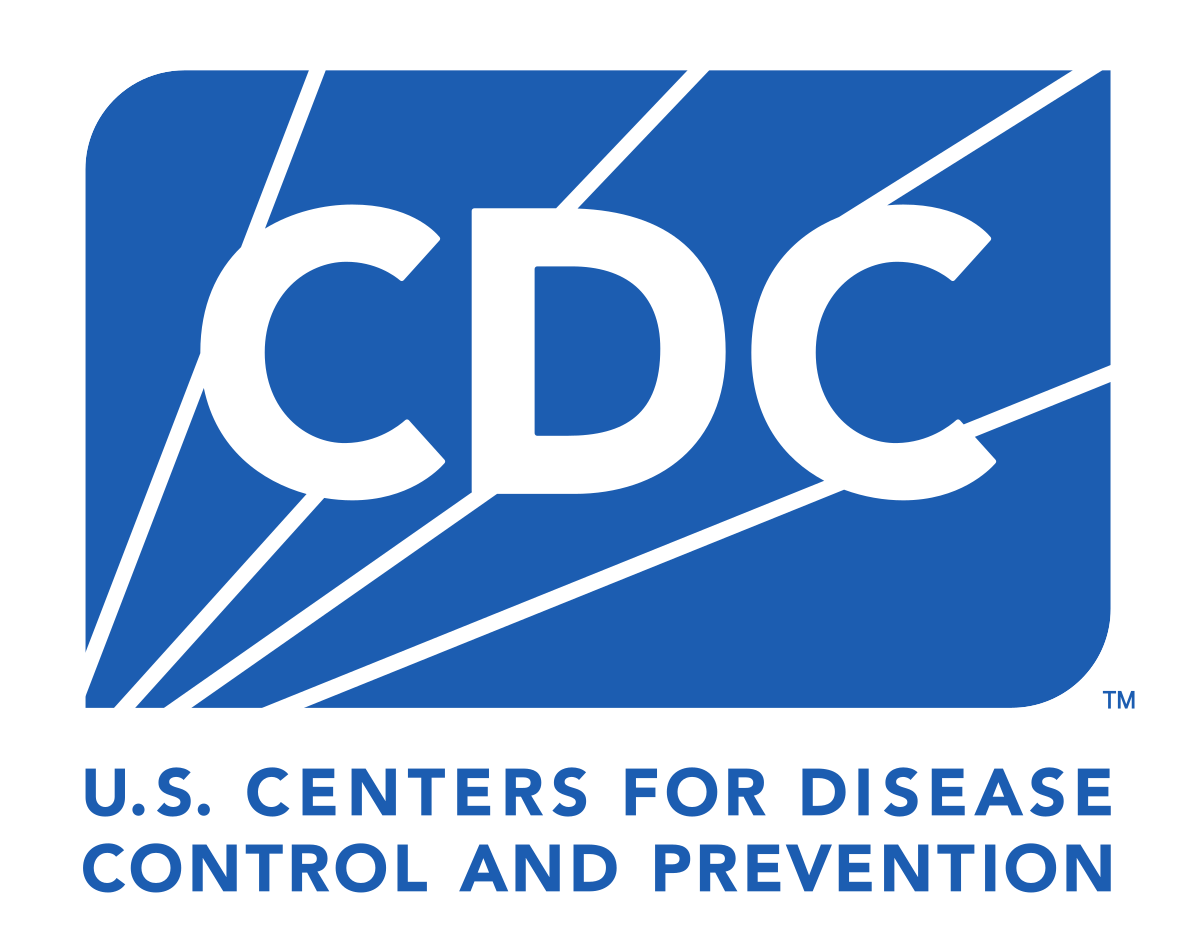 CDC
™
U.S. CENTERS FOR DISEASE
CONTROL AND PREVENTION